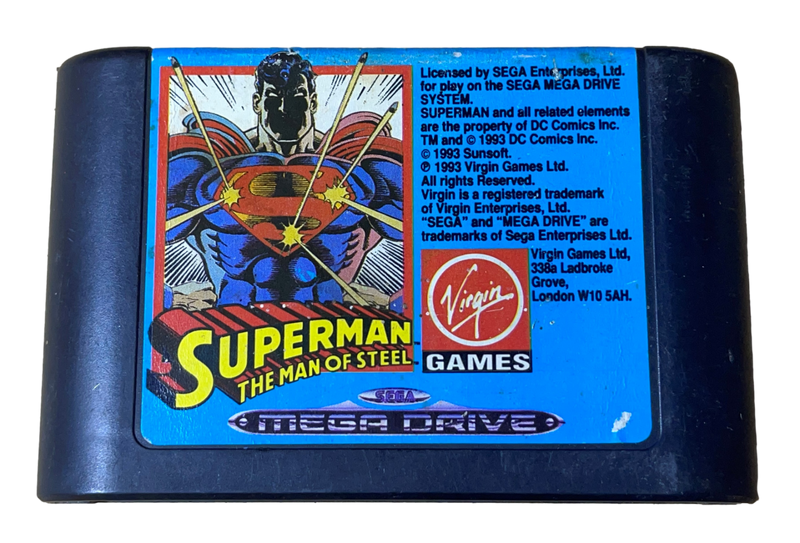 Licensed by SEGA Enterprises, Ltd.
for play on the SEGA MEGA DRIVE
SYSTEM.
SUPERMAN and all related elements
are the property of DC Comics Inc.
TM and © 1993 DC Comics Inc.
© 1993 Sunsoft.
℗ 1993 Virgin Games Ltd.
All rights Reserved.
Virgin is a registered trademark
of Virgin Enterprises, Ltd.
"SEGA" and "MEGA DRIVE" are
trademarks of Sega Enterprises Ltd.
Virgin Games Ltd,
338a Ladbroke
Grove,
London W10 5AH.
Virgin
GAMES
S
SUPERMAN
THE MAN OF STEEL
SEGA
MEGA DRIVE